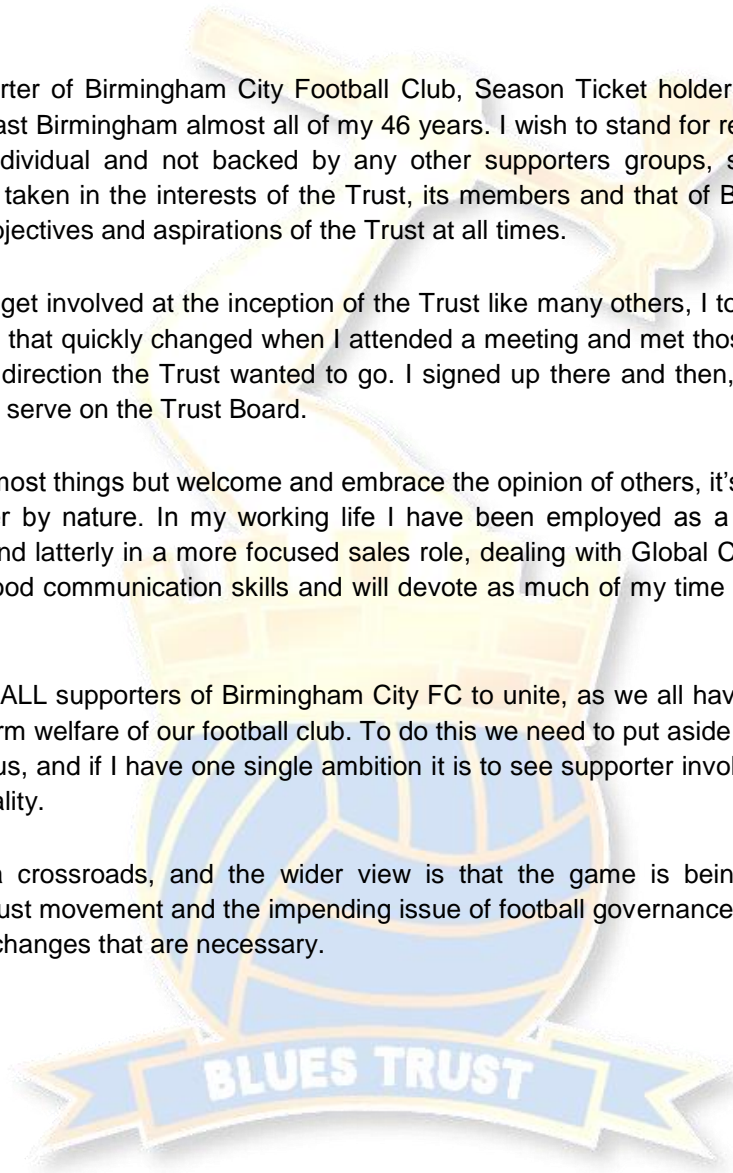 rter of Birmingham City Football Club, Season Ticket holder
ast Birmingham almost all of my 46 years. I wish to stand for re
dividual and not backed by any other supporters groups, s
taken in the interests of the Trust, its members and that of B
bjectives and aspirations of the Trust at all times.
get involved at the inception of the Trust like many others, I to
that quickly changed when I attended a meeting and met thos
direction the Trust wanted to go. I signed up there and then,
serve on the Trust Board.
most things but welcome and embrace the opinion of others, it's
r by nature. In my working life I have been employed as a
nd latterly in a more focused sales role, dealing with Global C
ood communication skills and will devote as much of my time
ALL supporters of Birmingham City FC to unite, as we all hav
rm welfare of our football club. To do this we need to put aside
us, and if I have one single ambition it is to see supporter invol
ality.
a crossroads, and the wider view is that the game is bein
ust movement and the impending issue of football governance
changes that are necessary.
BLUES TRUST